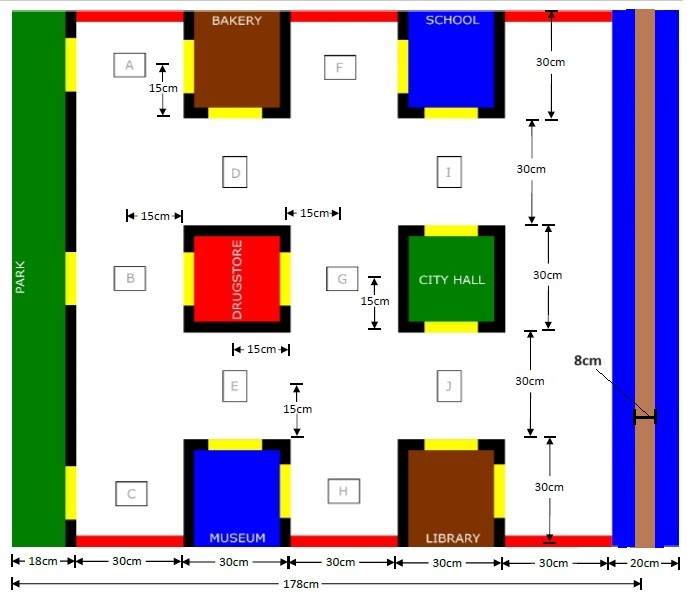 BAKERY
SCHOOL
A
F
30cm
15cm
D
I
30cm
15cm
15cm
PARK
B
DRUGSTORE
G
CITY HALL
30cm
15cm
15cm
8cm
E
J
30cm
15cm
C
H
30cm
MUSEUM
LIBRARY
18cm
30cm
30cm
30cm
30cm
30cm
20cm
178cm